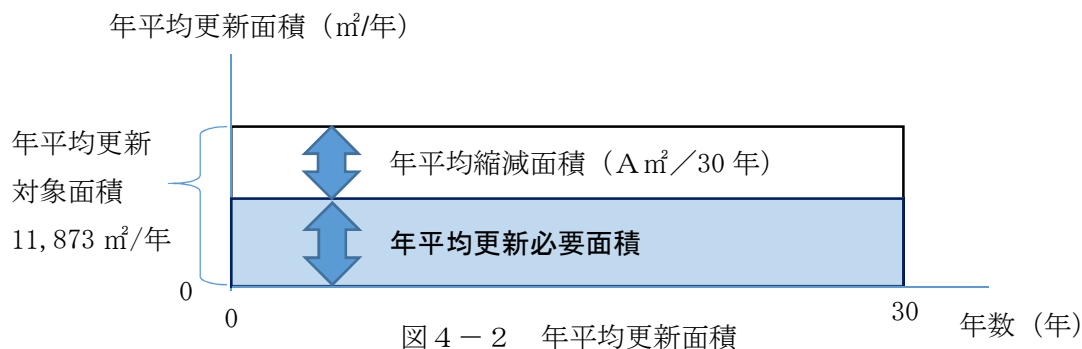 年平均更新面積（㎡/年）
年平均更新
対象面積
11,873 ㎡/年
年平均縮減面積（Ａ㎡／30 年）
年平均更新必要面積
0
0
30
年数（年）
図４－２　年平均更新面積